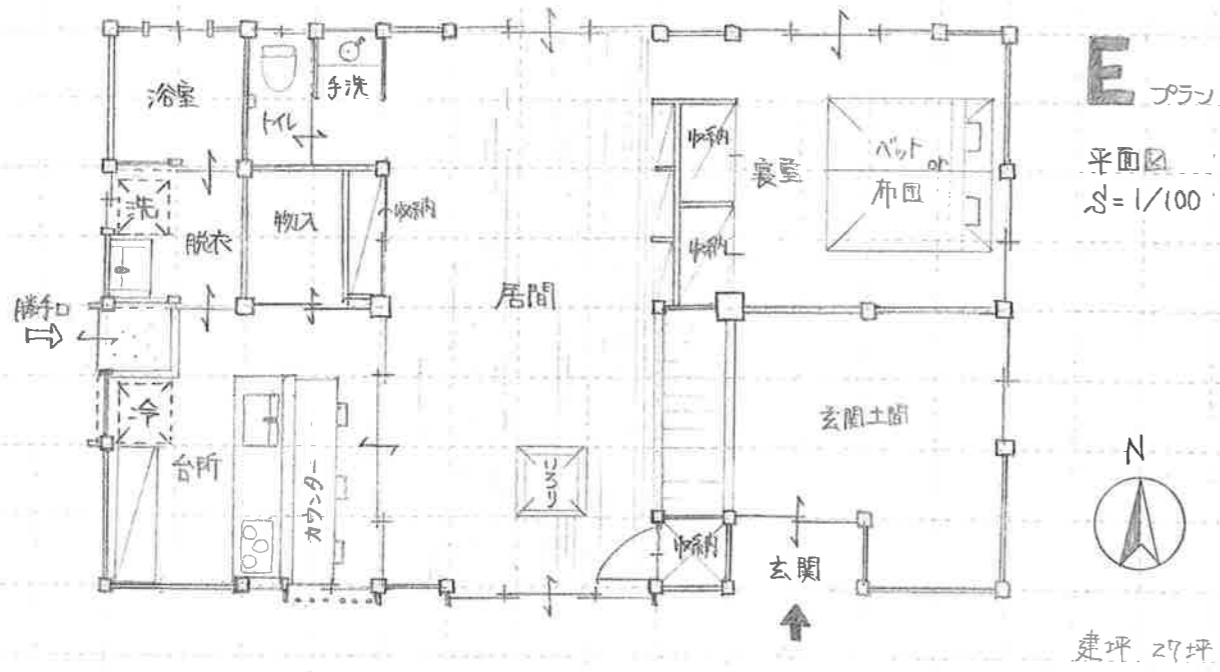 E プラン
平面図
S=1/100
浴室
トイレ
手洗
洗
脱衣
物入
収納
勝手口
冷
台所
カウンター
居間
いろり
収納
収納
寝室
ベット
or
布団
玄関土間
収納
玄関
N
建坪 27坪